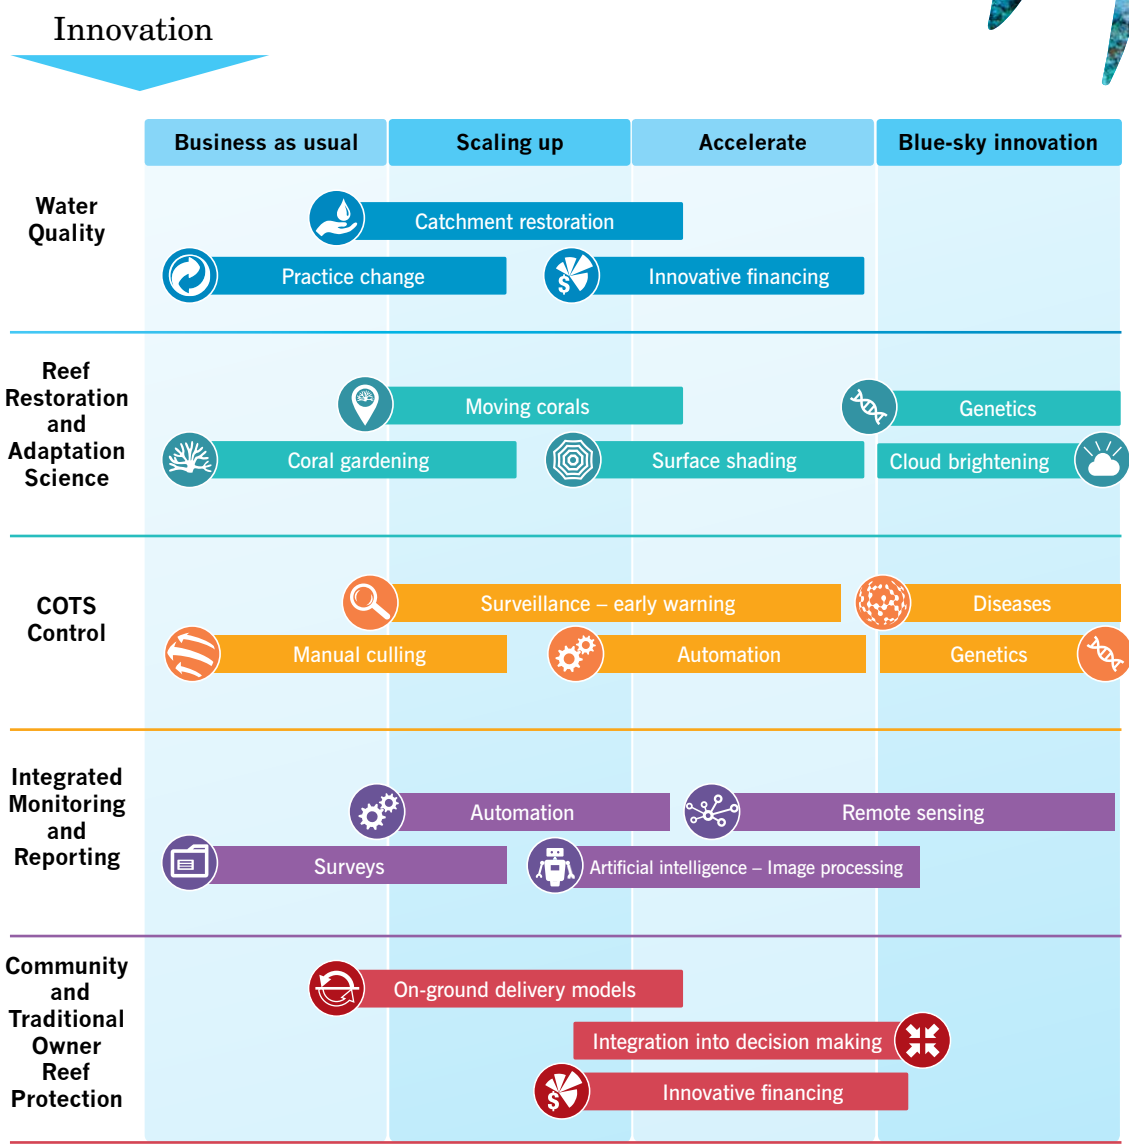 Innovation
Business as usual
Scaling up
Accelerate
Blue-sky innovation
Water
Quality
Catchment restoration
Practice change
$
Innovative financing
Reef
Restoration
and
Adaptation
Science
Moving corals
Genetics
Coral gardening
Surface shading
Cloud brightening
COTS
Control
Surveillance – early warning
Diseases
Manual culling
Automation
Genetics
Integrated
Monitoring
and
Reporting
Automation
Remote sensing
Surveys
Artificial intelligence – Image processing
Community
and
Traditional
Owner
Reef
Protection
On-ground delivery models
Integration into decision making
$
Innovative financing